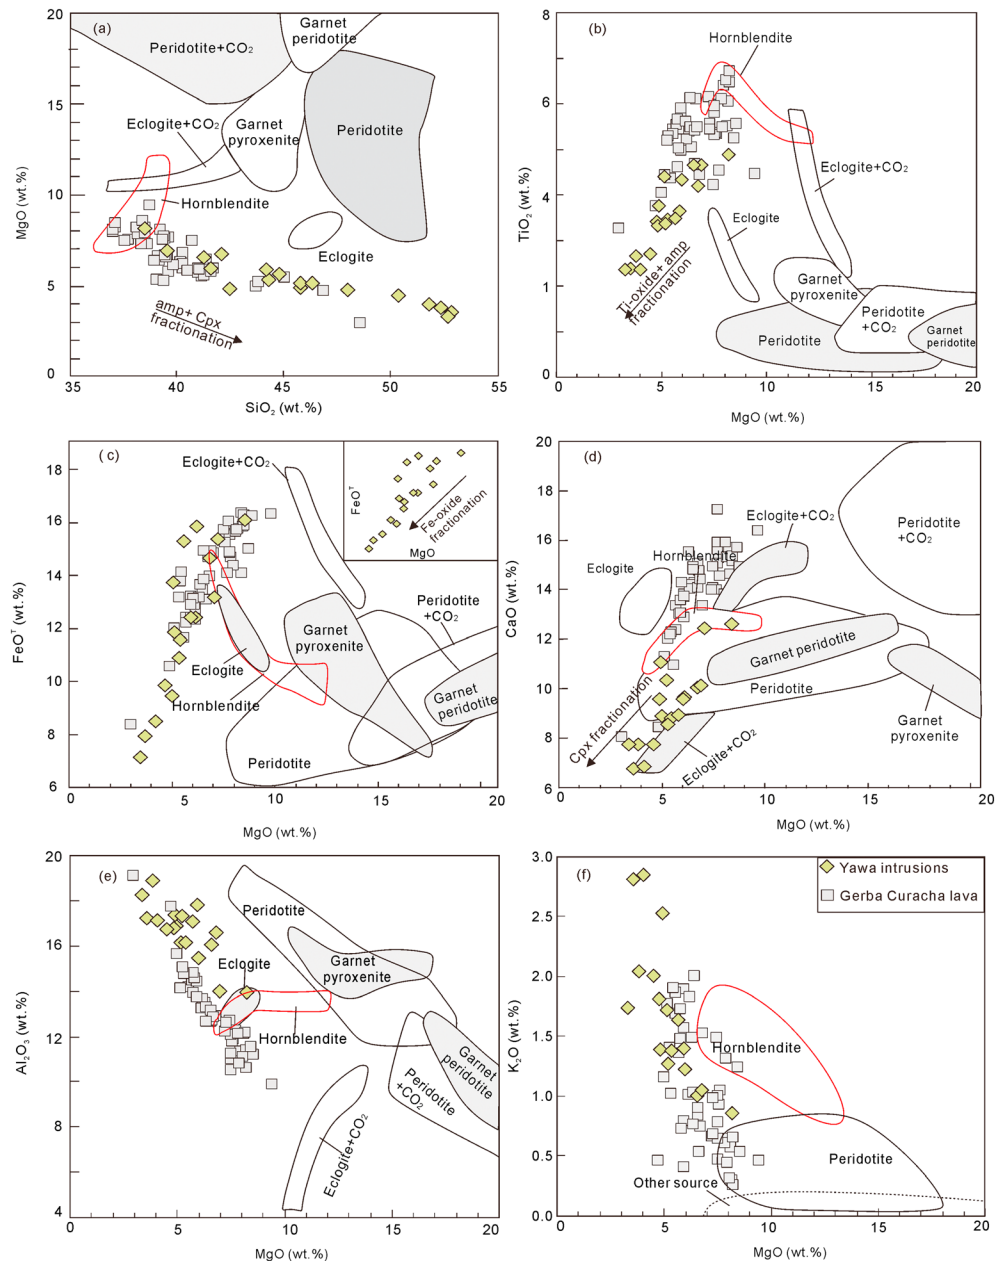 (a)
MgO (wt.%)
20
15
10
5
0
35
40
45
50
55
SiO₂ (wt.%)
Peridotite+CO₂
Garnet
peridotite
Eclogite+CO₂
Garnet
pyroxenite
Peridotite
Hornblendite
Eclogite
amp+ Cpx
fractionation
(b)
TiO₂ (wt.%)
8
6
4
1
0
0
5
10
15
20
MgO (wt.%)
Hornblendite
Eclogite+CO₂
Eclogite
Garnet
pyroxenite
Peridotite
+CO₂
Peridotite
Garnet
peridotite
Ti-oxide+ amp
fractionation
(c)
FeOᵀ (wt.%)
18
16
14
12
10
8
6
0
5
10
15
20
MgO (wt.%)
Eclogite+CO₂
FeOᵀ
MgO
Fe-oxide
fractionation
Peridotite
+CO₂
Garnet
pyroxenite
Eclogite
Hornblendite
Garnet
peridotite
Peridotite
(d)
CaO (wt.%)
20
18
16
14
12
10
8
6
0
5
10
15
20
MgO (wt.%)
Eclogite+CO₂
Peridotite
+CO₂
Hornblendite
Eclogite
Garnet peridotite
Peridotite
Garnet
pyroxenite
Cpx fractionation
Eclogite+CO₂
(e)
Al₂O₃ (wt.%)
20
16
12
8
4
0
5
10
15
20
MgO (wt.%)
Peridotite
Garnet
pyroxenite
Eclogite
Hornblendite
Peridotite
+CO₂
Garnet
peridotite
Eclogite+CO₂
(f)
K₂O (wt.%)
3.0
2.5
2.0
1.5
1.0
0.5
0.0
0
5
10
15
20
MgO (wt.%)
Yawa intrusions
Gerba Curacha lava
Hornblendite
Peridotite
Other source